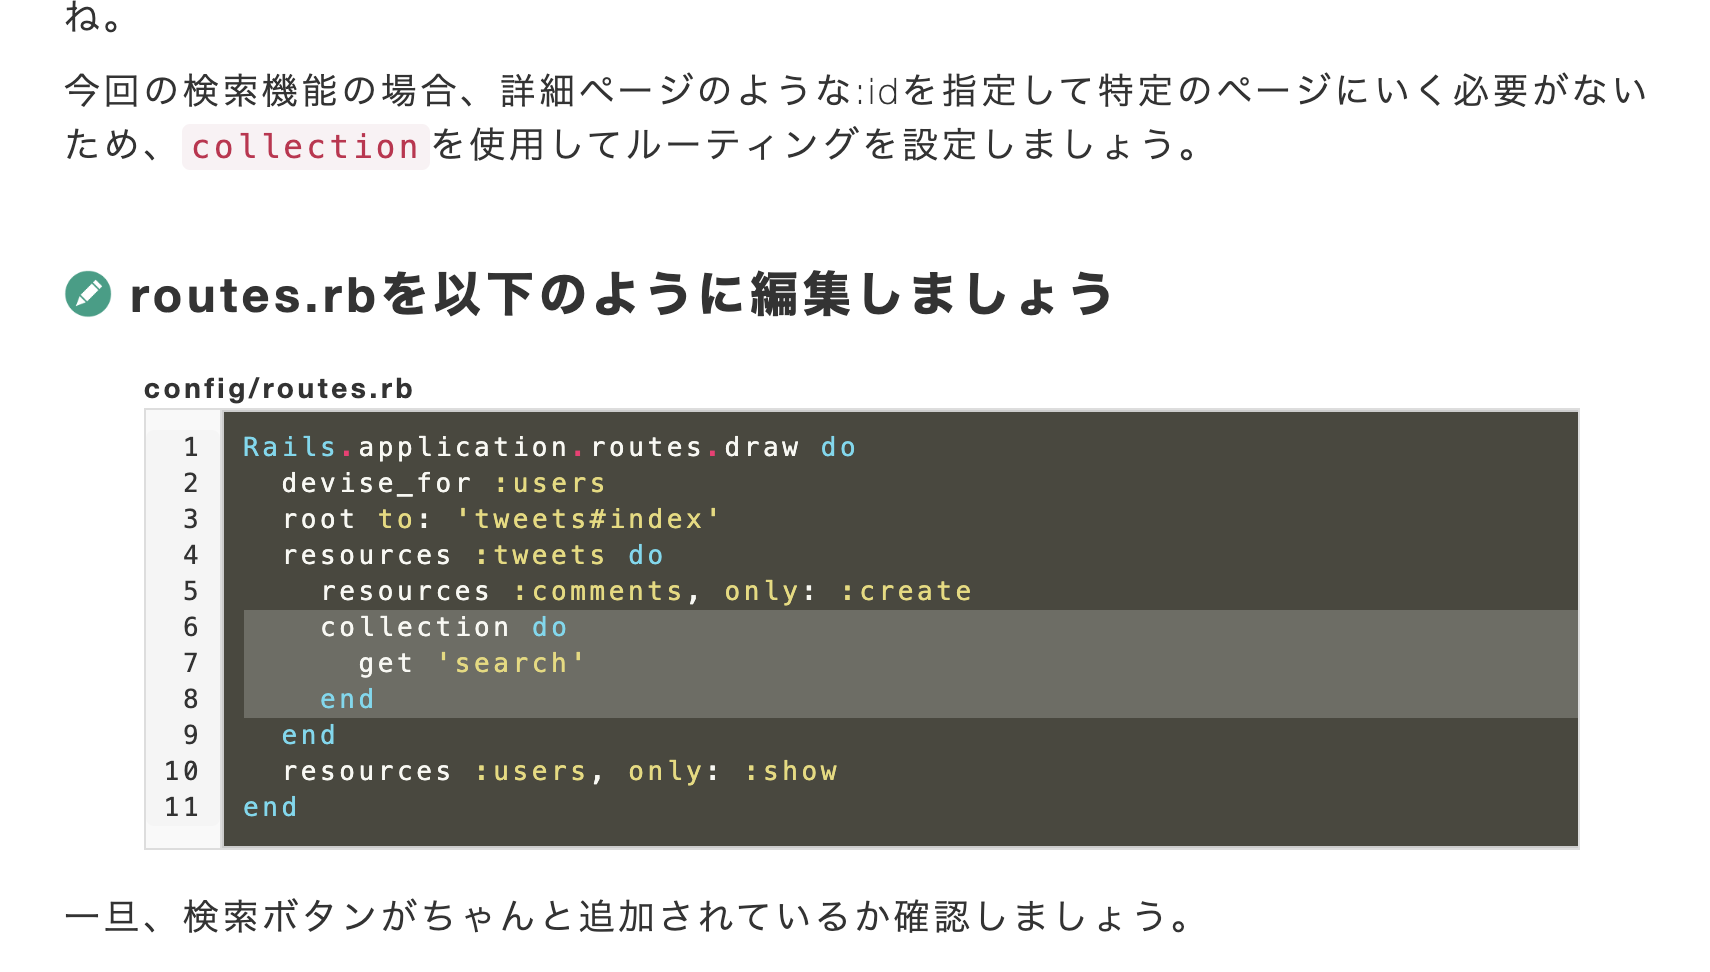 ね。
今回の検索機能の場合、詳細ページのような:idを指定して特定のページにいく必要がない
ため、collectionを使用してルーティングを設定しましょう。
routes.rbを以下のように編集しましょう
config/routes.rb
1 Rails.application.routes.draw do
2   devise_for :users
3   root to: 'tweets#index'
4   resources :tweets do
5     resources :comments, only: :create
6     collection do
7       get 'search'
8     end
9   end
10   resources :users, only: :show
11 end
一旦、検索ボタンがちゃんと追加されているか確認しましょう。